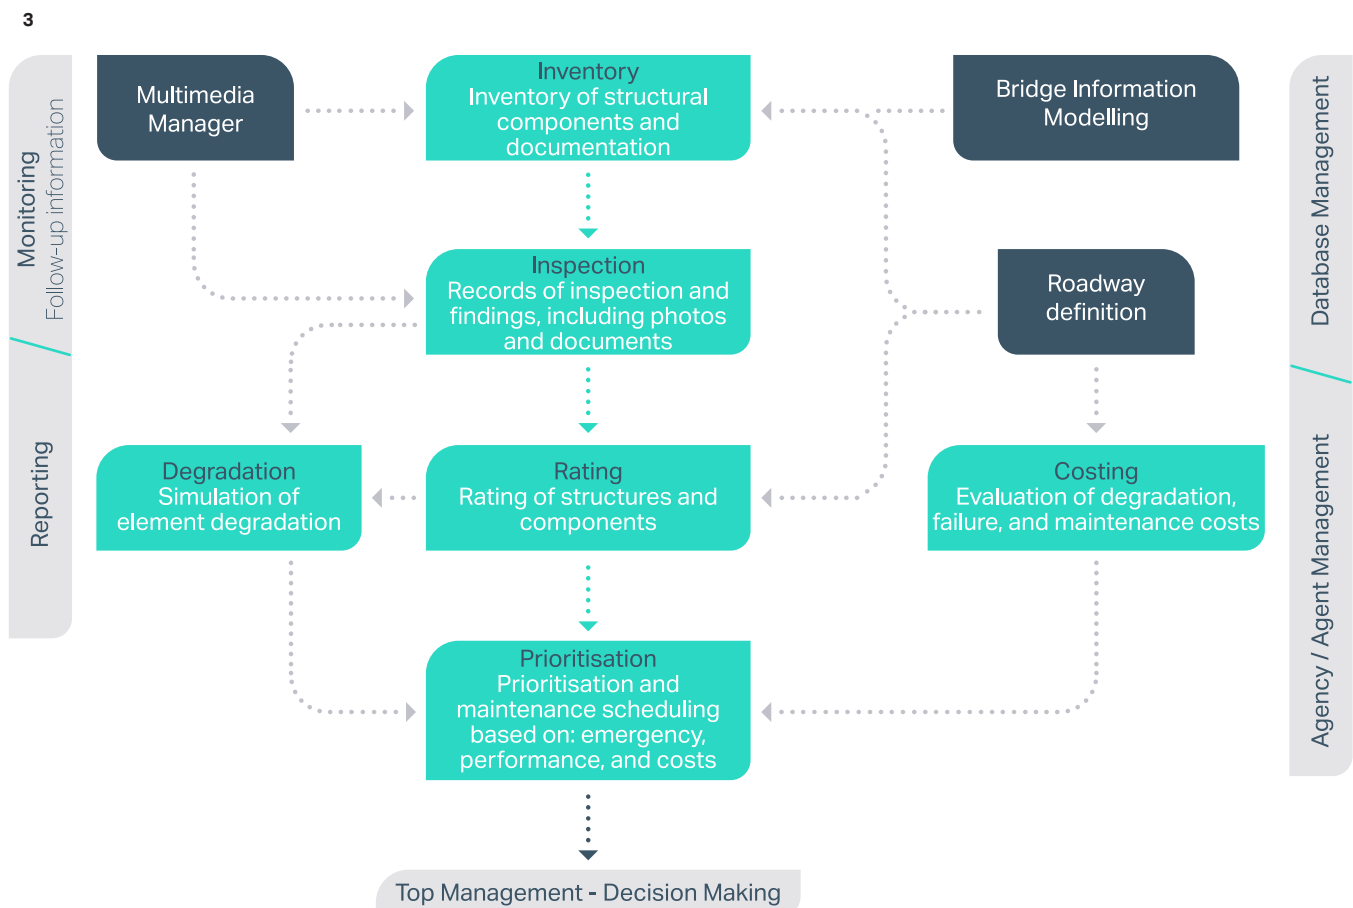 3
Monitoring
Follow-up information
Reporting
Multimedia
Manager
Inventory
Inventory of structural
components and
documentation
Bridge Information
Modelling
Inspection
Records of inspection and
findings, including photos
and documents
Roadway
definition
Degradation
Simulation of
element degradation
Rating
Rating of structures and
components
Costing
Evaluation of degradation,
failure, and maintenance costs
Prioritisation
Prioritisation and
maintenance scheduling
based on: emergency,
performance, and costs
Top Management - Decision Making
Database Management
Agency / Agent Management